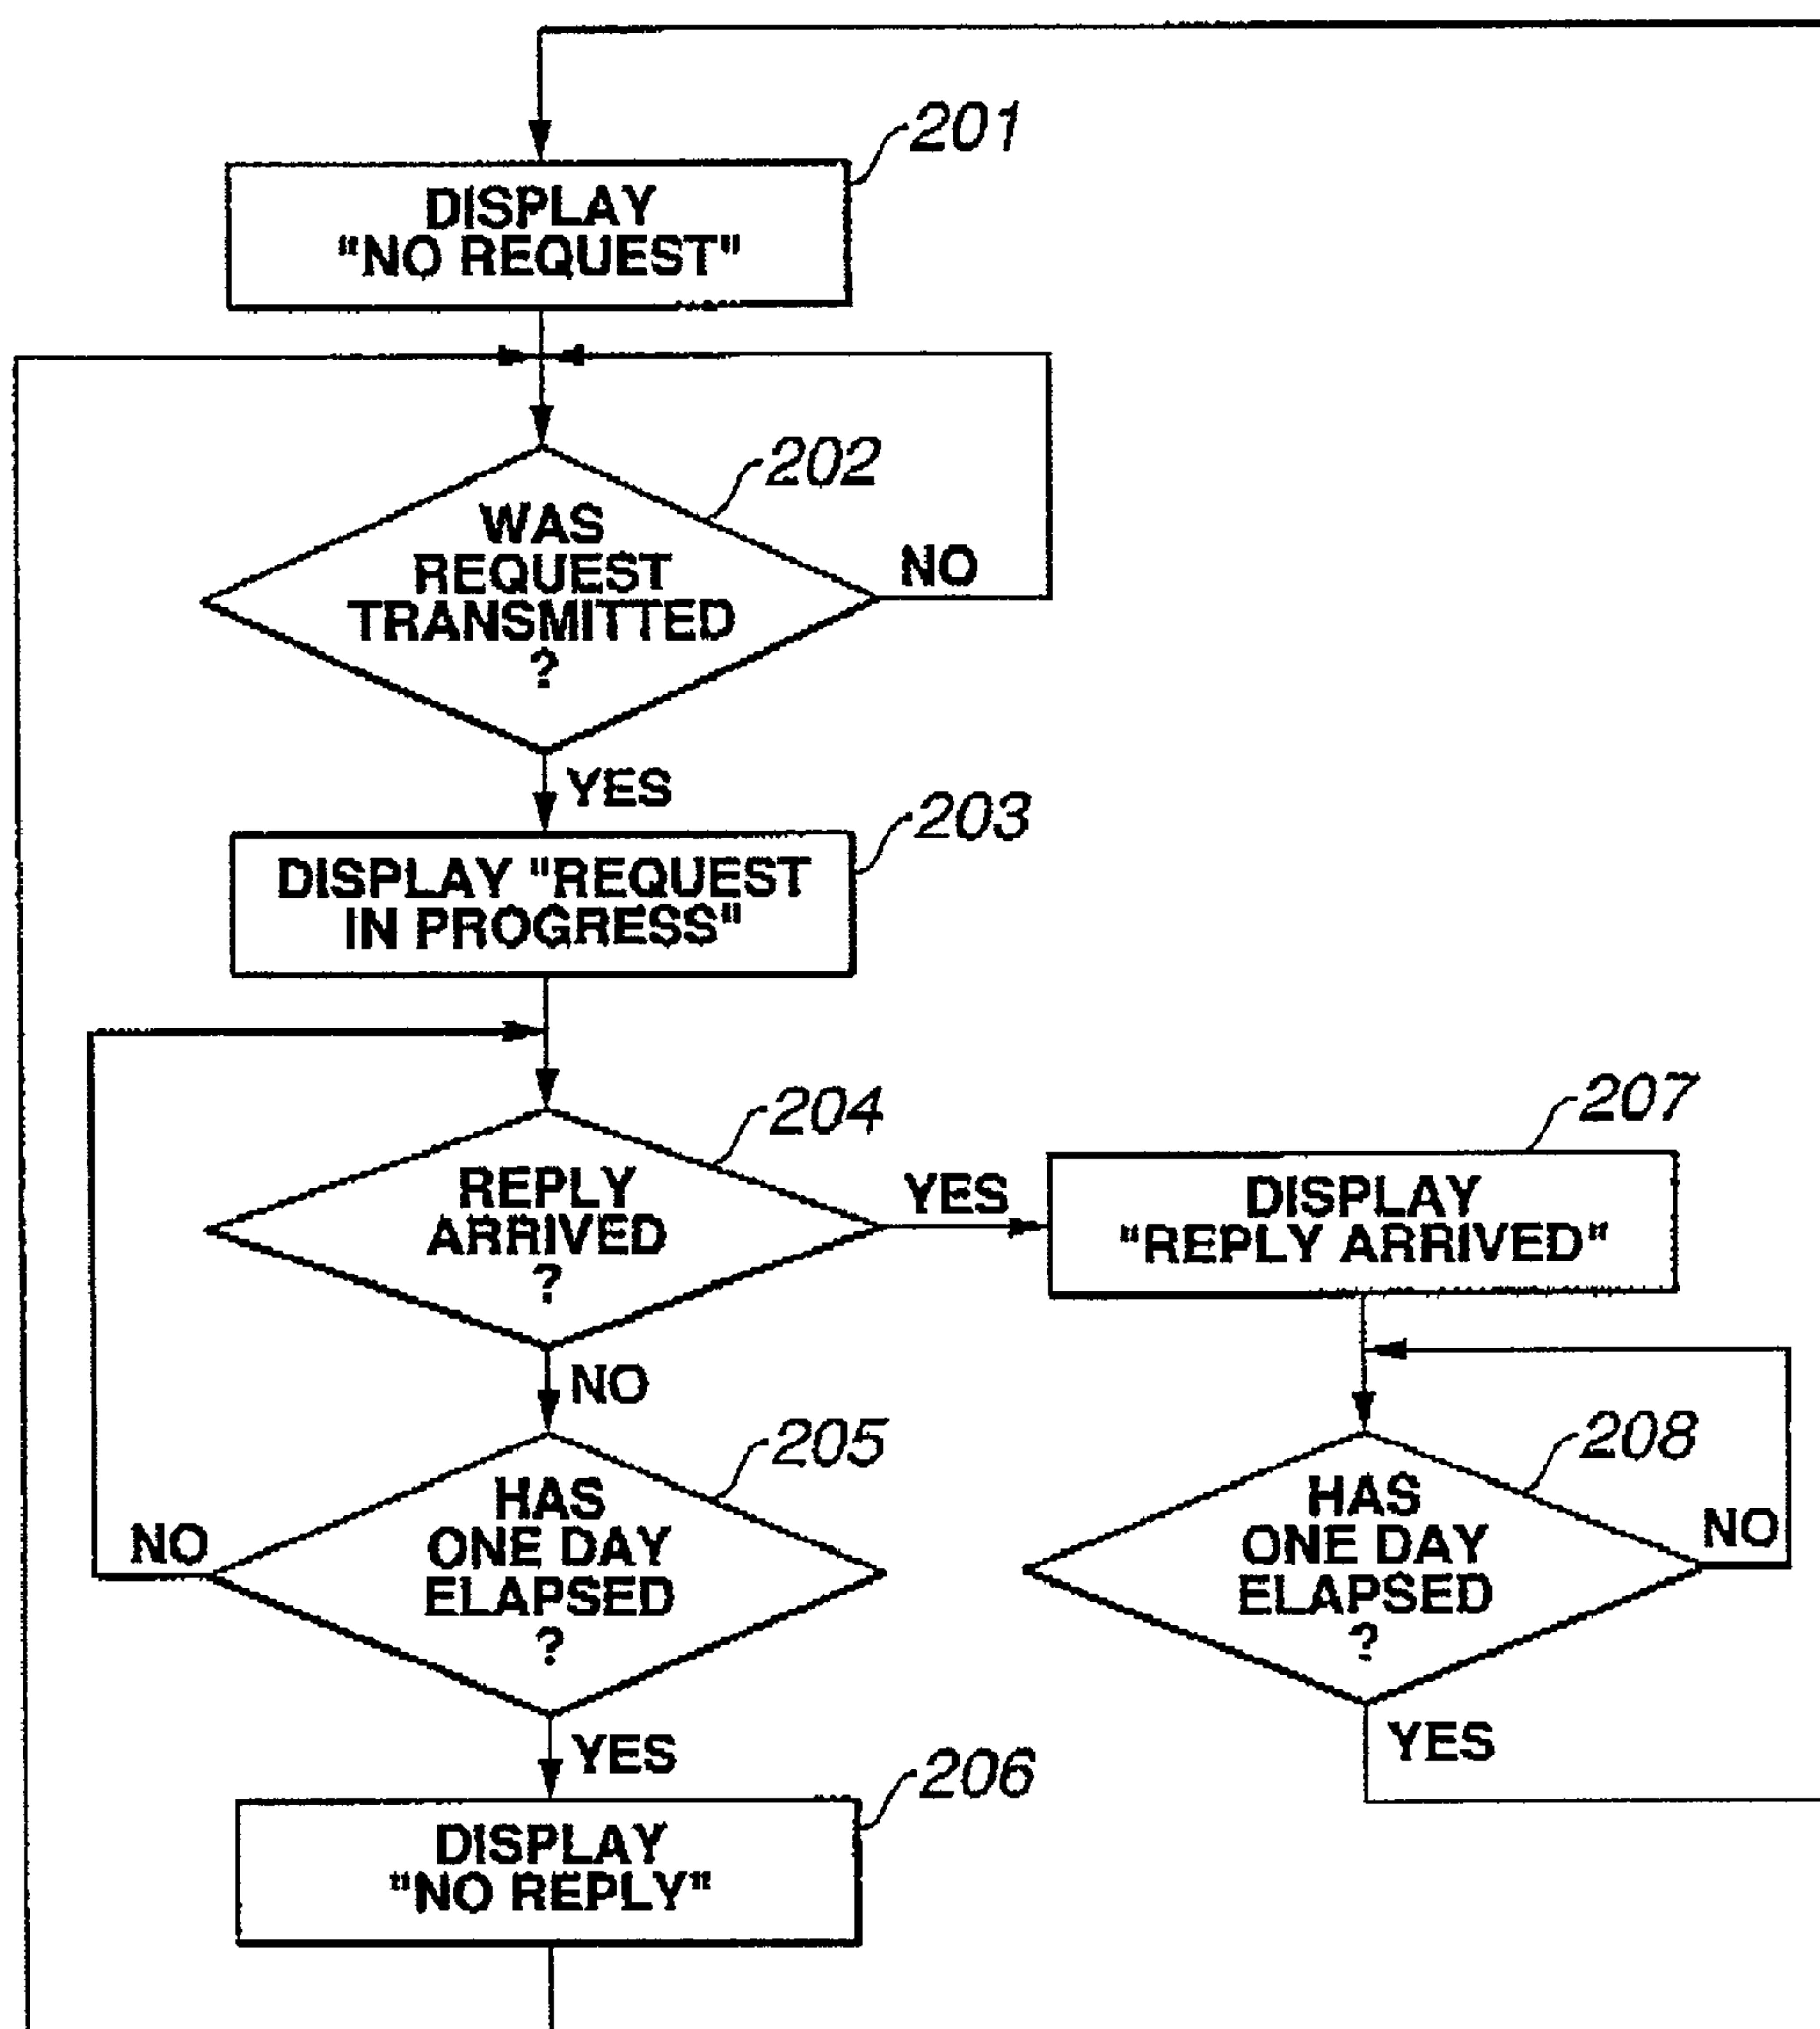 201
DISPLAY
"NO REQUEST"
202
WAS
REQUEST
TRANSMITTED
?
NO
YES
203
DISPLAY "REQUEST
IN PROGRESS"
204
REPLY
ARRIVED
?
YES
207
DISPLAY
"REPLY ARRIVED"
NO
205
HAS
ONE DAY
ELAPSED
?
NO
208
HAS
ONE DAY
ELAPSED
?
NO
YES
YES
206
DISPLAY
"NO REPLY"